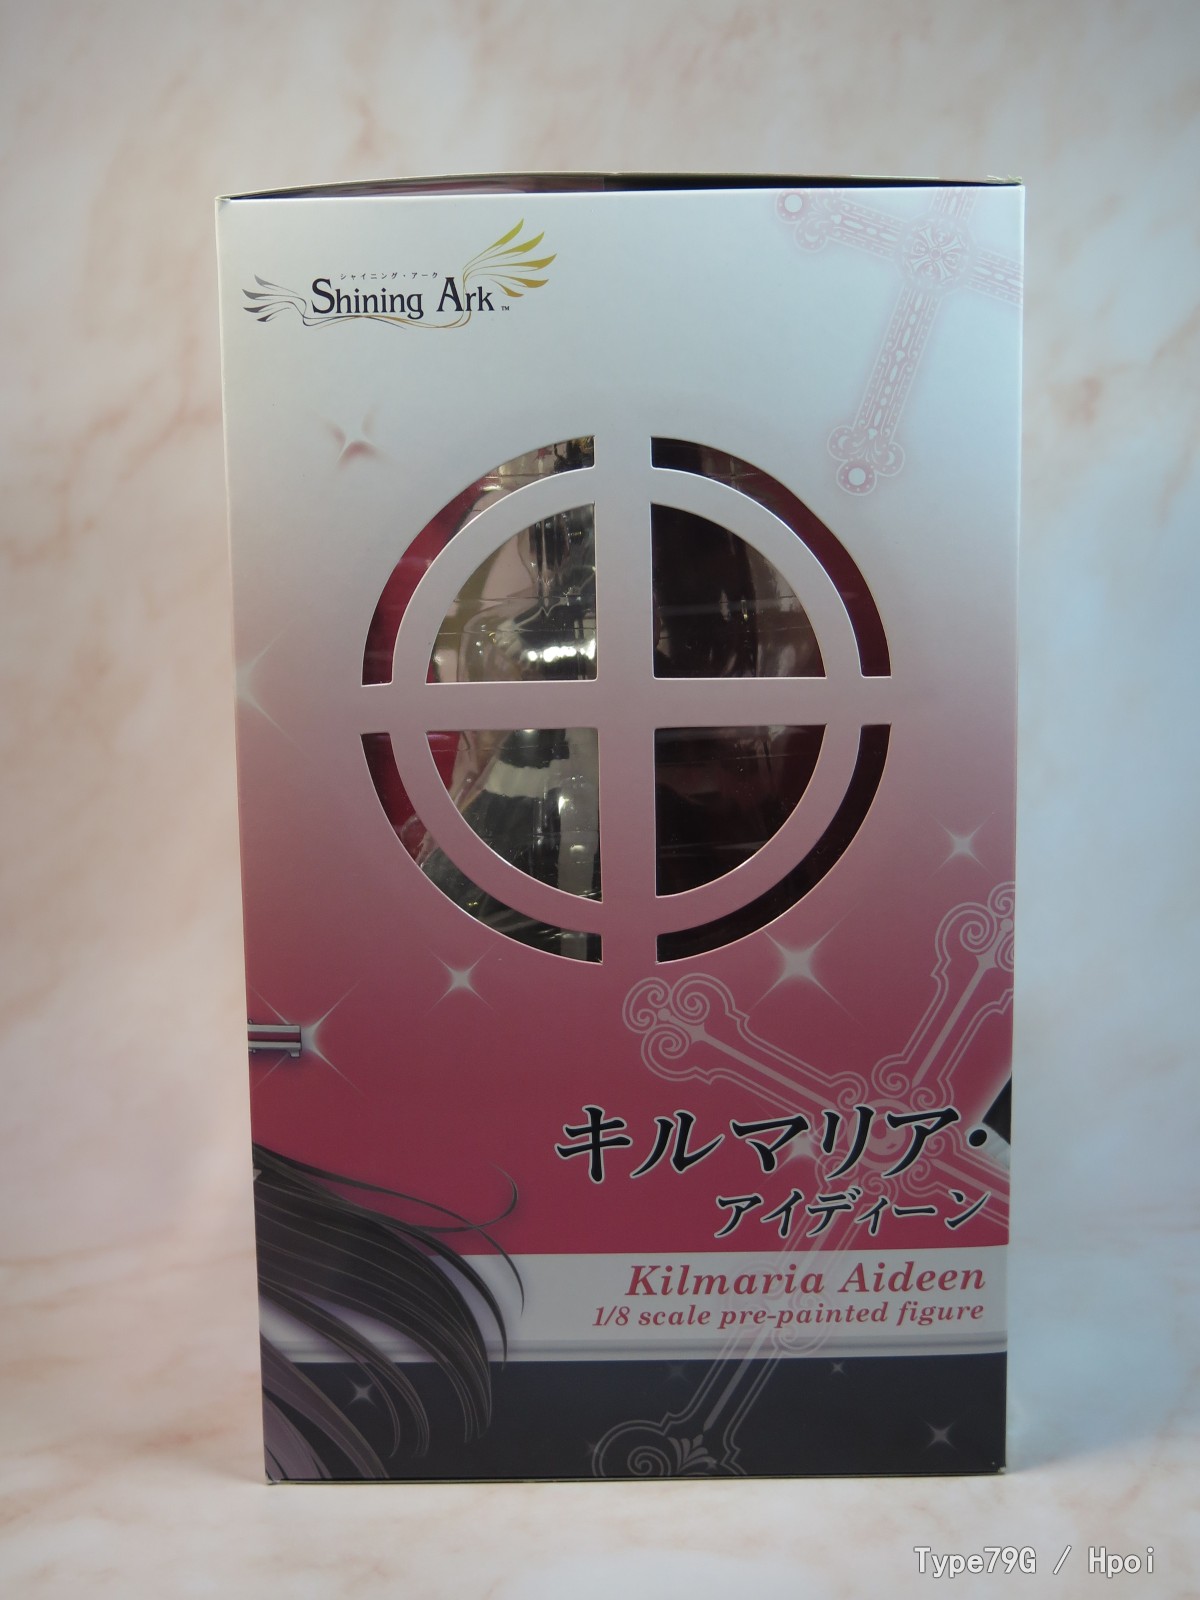 シャイニング・アーク
Shining Ark™
キルマリア・
アイディーン
Kilmaria Aideen
1/8 scale pre-painted figure
Type79G / Hpoi